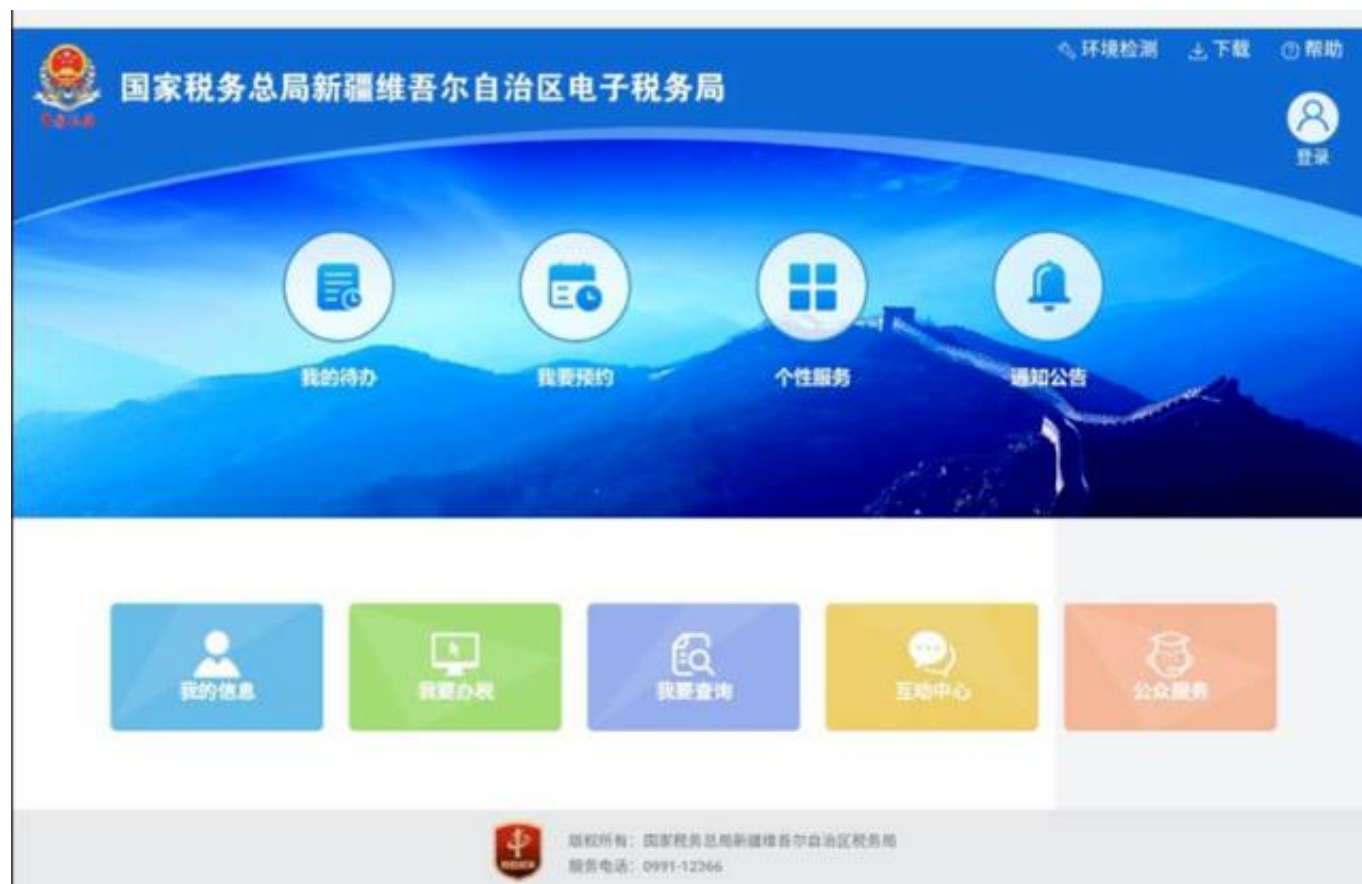 环境检测 下载 帮助
国家税务总局新疆维吾尔自治区电子税务局
登录
我的待办 我要预约 个性服务 通知公告
我的信息 我要办税 我要查询 互动中心 公众服务
版权所有：国家税务总局新疆维吾尔自治区税务局
服务电话：0991-12366